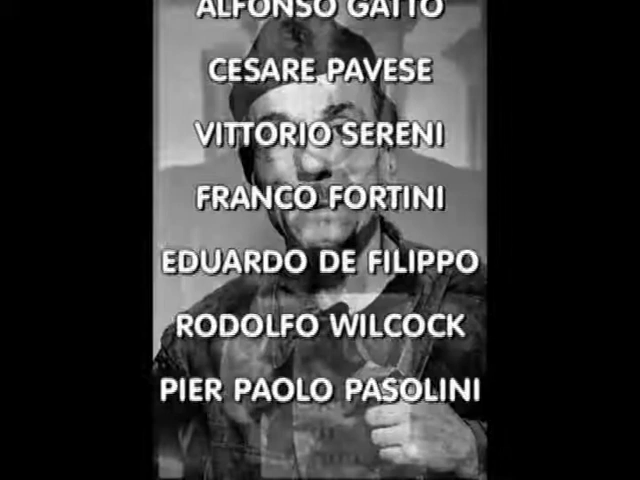 ALFONSO GATTO
CESARE PAVESE
VITTORIO SERENI
FRANCO FORTINI
EDUARDO DE FILIPPO
RODOLFO WILCOCK
PIER PAOLO PASOLINI